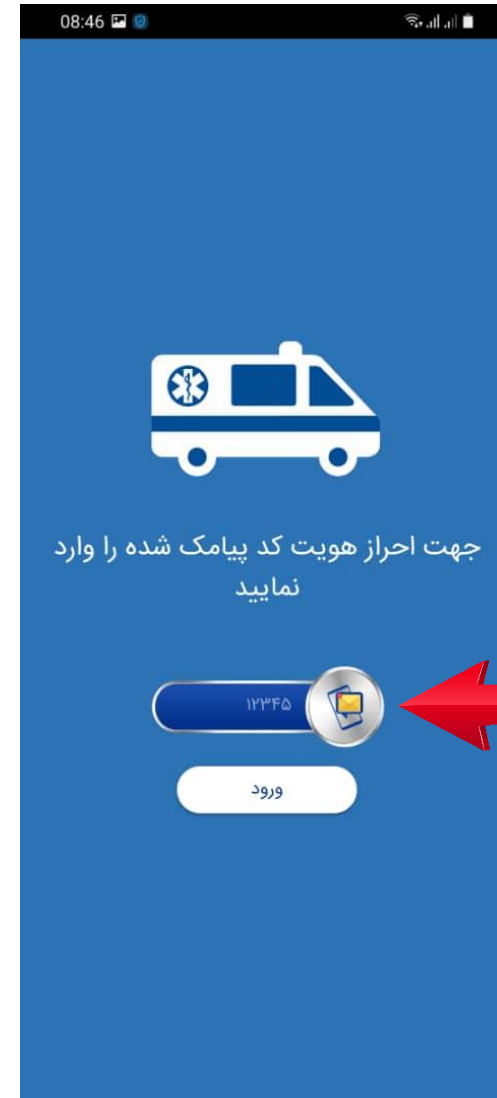 08:46
جهت احراز هویت کد پیامک شده را وارد
نمایید
۱۲۳۴۵
ورود